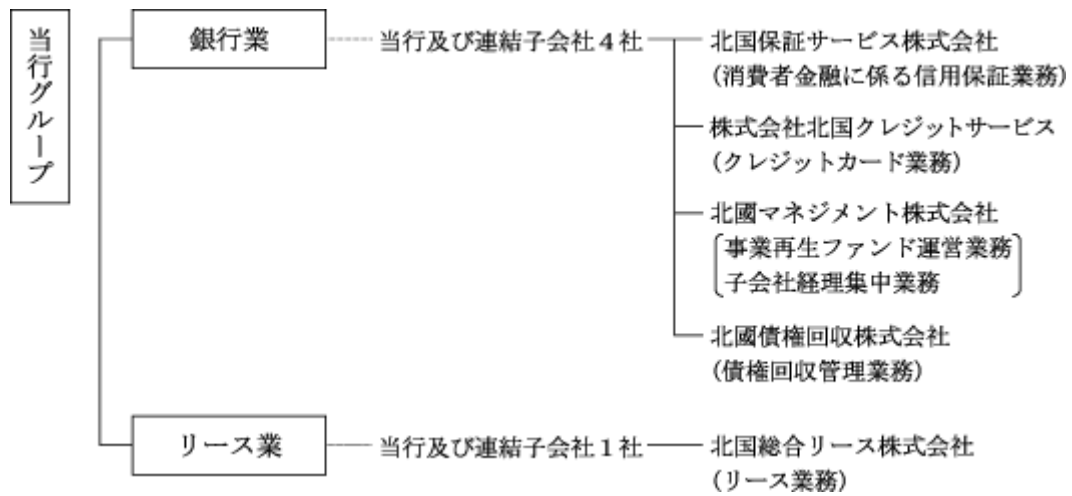 当行グループ
銀行業
当行及び連結子会社4社
北国保証サービス株式会社
(消費者金融に係る信用保証業務)
株式会社北国クレジットサービス
(クレジットカード業務)
北國マネジメント株式会社
事業再生ファンド運営業務
子会社経理集中業務
北國債権回収株式会社
(債権回収管理業務)
リース業
当行及び連結子会社1社
北国総合リース株式会社
(リース業務)